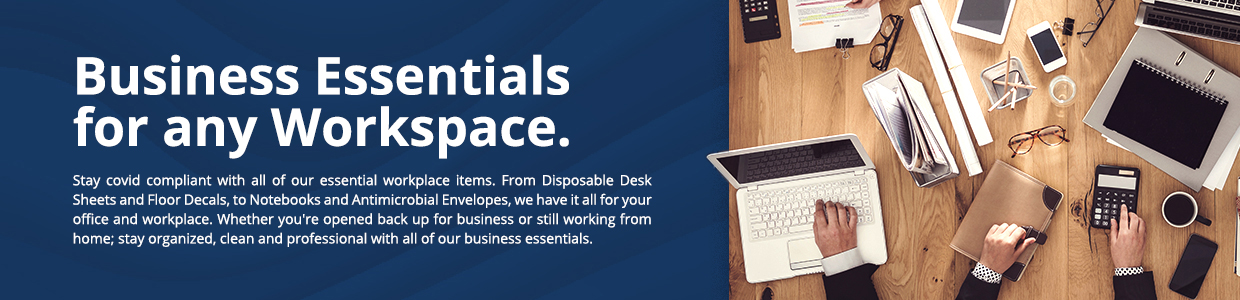 Business Essentials
for any Workspace.
Stay covid compliant with all of our essential workplace items. From Disposable Desk
Sheets and Floor Decals, to Notebooks and Antimicrobial Envelopes, we have it all for your
office and workplace. Whether you're opened back up for business or still working from
home; stay organized, clean and professional with all of our business essentials.